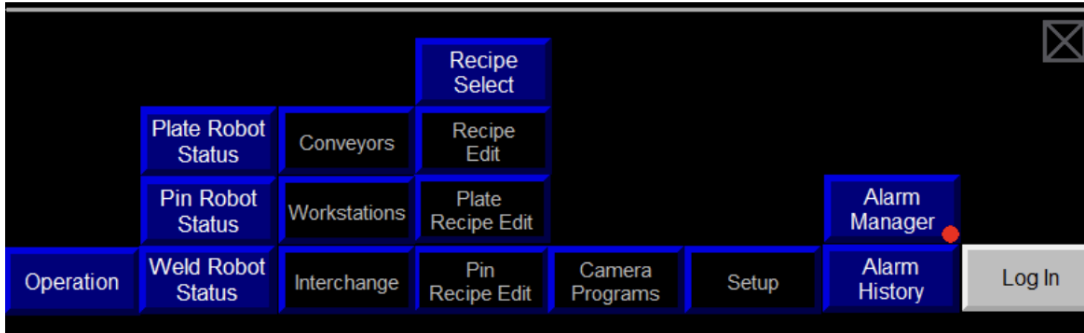 Recipe
Select
Plate Robot
Status
Conveyors
Recipe
Edit
Pin Robot
Status
Workstations
Plate
Recipe Edit
Alarm
Manager
Operation
Weld Robot
Status
Interchange
Pin
Recipe Edit
Camera
Programs
Setup
Alarm
History
Log In